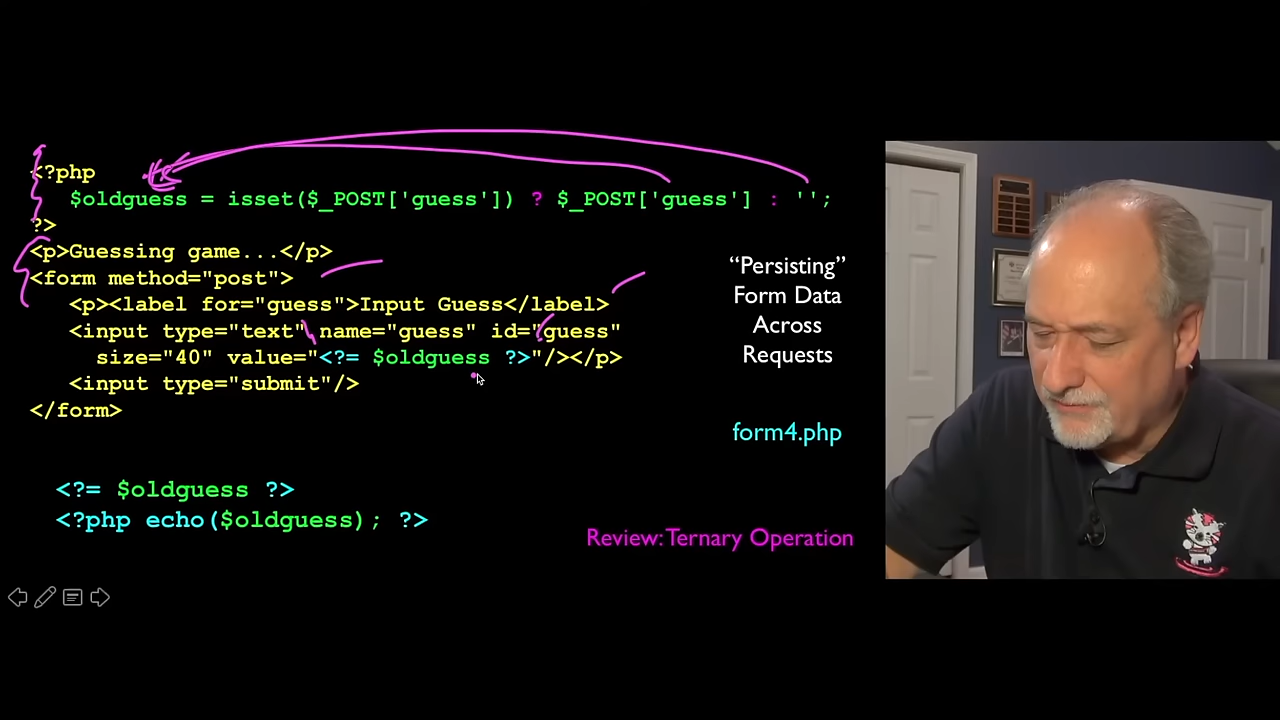 <?php
$oldguess = isset($_POST['guess']) ? $_POST['guess'] : '';
?>
<p>Guessing game...</p>
<form method="post">
<p><label for="guess">Input Guess</label>
<input type="text" name="guess" id="guess"
size="40" value="<?= $oldguess ?>"/></p>
<input type="submit"/>
</form>
“Persisting”
Form Data
Across
Requests
form4.php
<?= $oldguess ?>
<?php echo($oldguess); ?>
Review: Ternary Operation